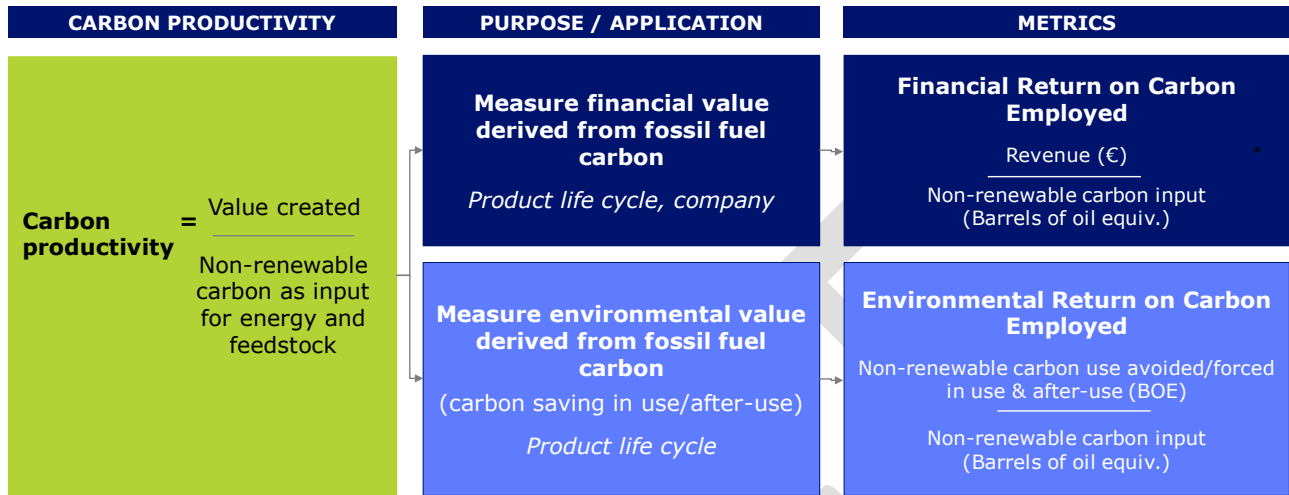 CARBON PRODUCTIVITY
PURPOSE / APPLICATION
METRICS
Carbon
productivity
=
Value created
Non-renewable
carbon as input
for energy and
feedstock
Measure financial value
derived from fossil fuel
carbon
Product life cycle, company
Financial Return on Carbon
Employed
Revenue (€)
*
Non-renewable carbon input
(Barrels of oil equiv.)
Measure environmental value
derived from fossil fuel
carbon
(carbon saving in use/after-use)
Product life cycle
Environmental Return on Carbon
Employed
Non-renewable carbon use avoided/forced
in use & after-use (BOE)
Non-renewable carbon input
(Barrels of oil equiv.)